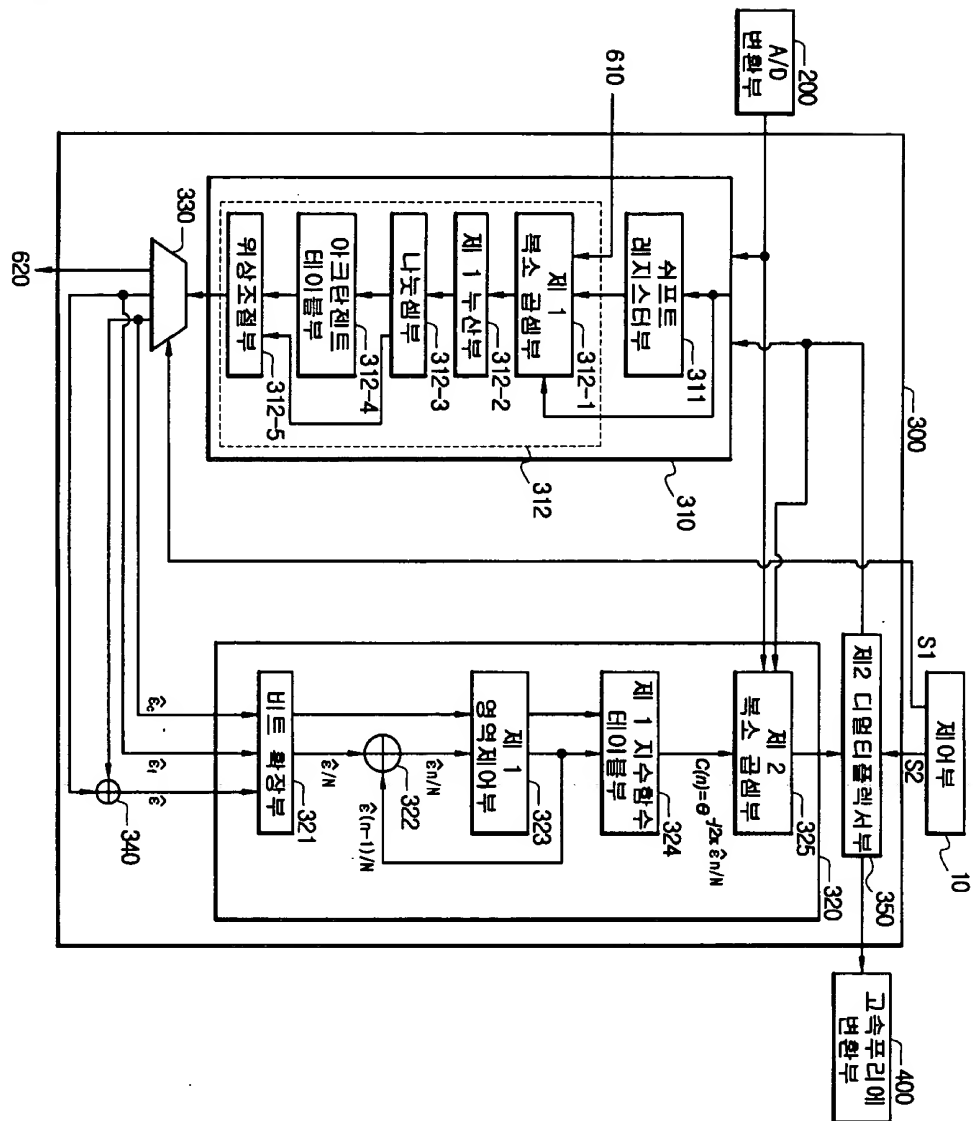 A/D
변환부
200
300
610
쉬프트
레지스터부
311
제 1
복소 곱셈부
312-1
제 1 누산부
312-2
나눗셈부
312-3
아크탄젠트
테이블부
312-4
위상조절부
312-5
312
310
330
620
제어부
10
S1
S2
제2 디멀티플렉서부
350
제 2
복소 곱셈부
325
C(n)=e^-j2π ε̂n/N
제 1 지수함수
테이블부
324
제 1
영역제어부
323
ε̂n/N
322
ε̂(n-1)/N
ε̂/N
비트 확장부
321
320
ε̂c
ε̂f
ε̂
340
고속푸리에
변환부
400